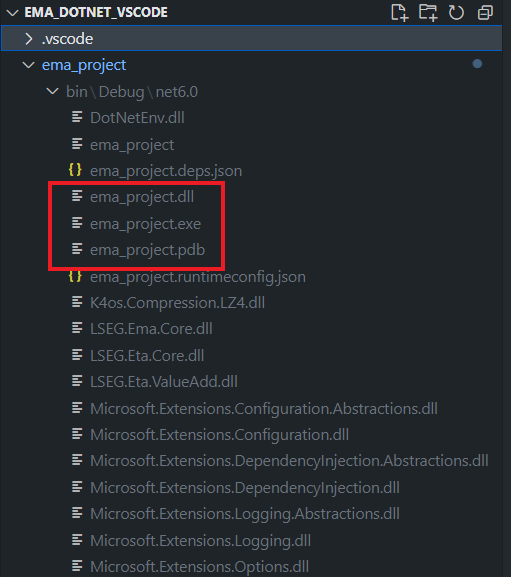 EMA_DOTNET_VSCODE
.vscode
ema_project
bin\Debug\net6.0
DotNetEnv.dll
ema_project
{} ema_project.deps.json
ema_project.dll
ema_project.exe
ema_project.pdb
{} ema_project.runtimeconfig.json
K4os.Compression.LZ4.dll
LSEG.Ema.Core.dll
LSEG.Eta.Core.dll
LSEG.Eta.ValueAdd.dll
Microsoft.Extensions.Configuration.Abstractions.dll
Microsoft.Extensions.Configuration.dll
Microsoft.Extensions.DependencyInjection.Abstractions.dll
Microsoft.Extensions.DependencyInjection.dll
Microsoft.Extensions.Logging.Abstractions.dll
Microsoft.Extensions.Logging.dll
Microsoft.Extensions.Options.dll